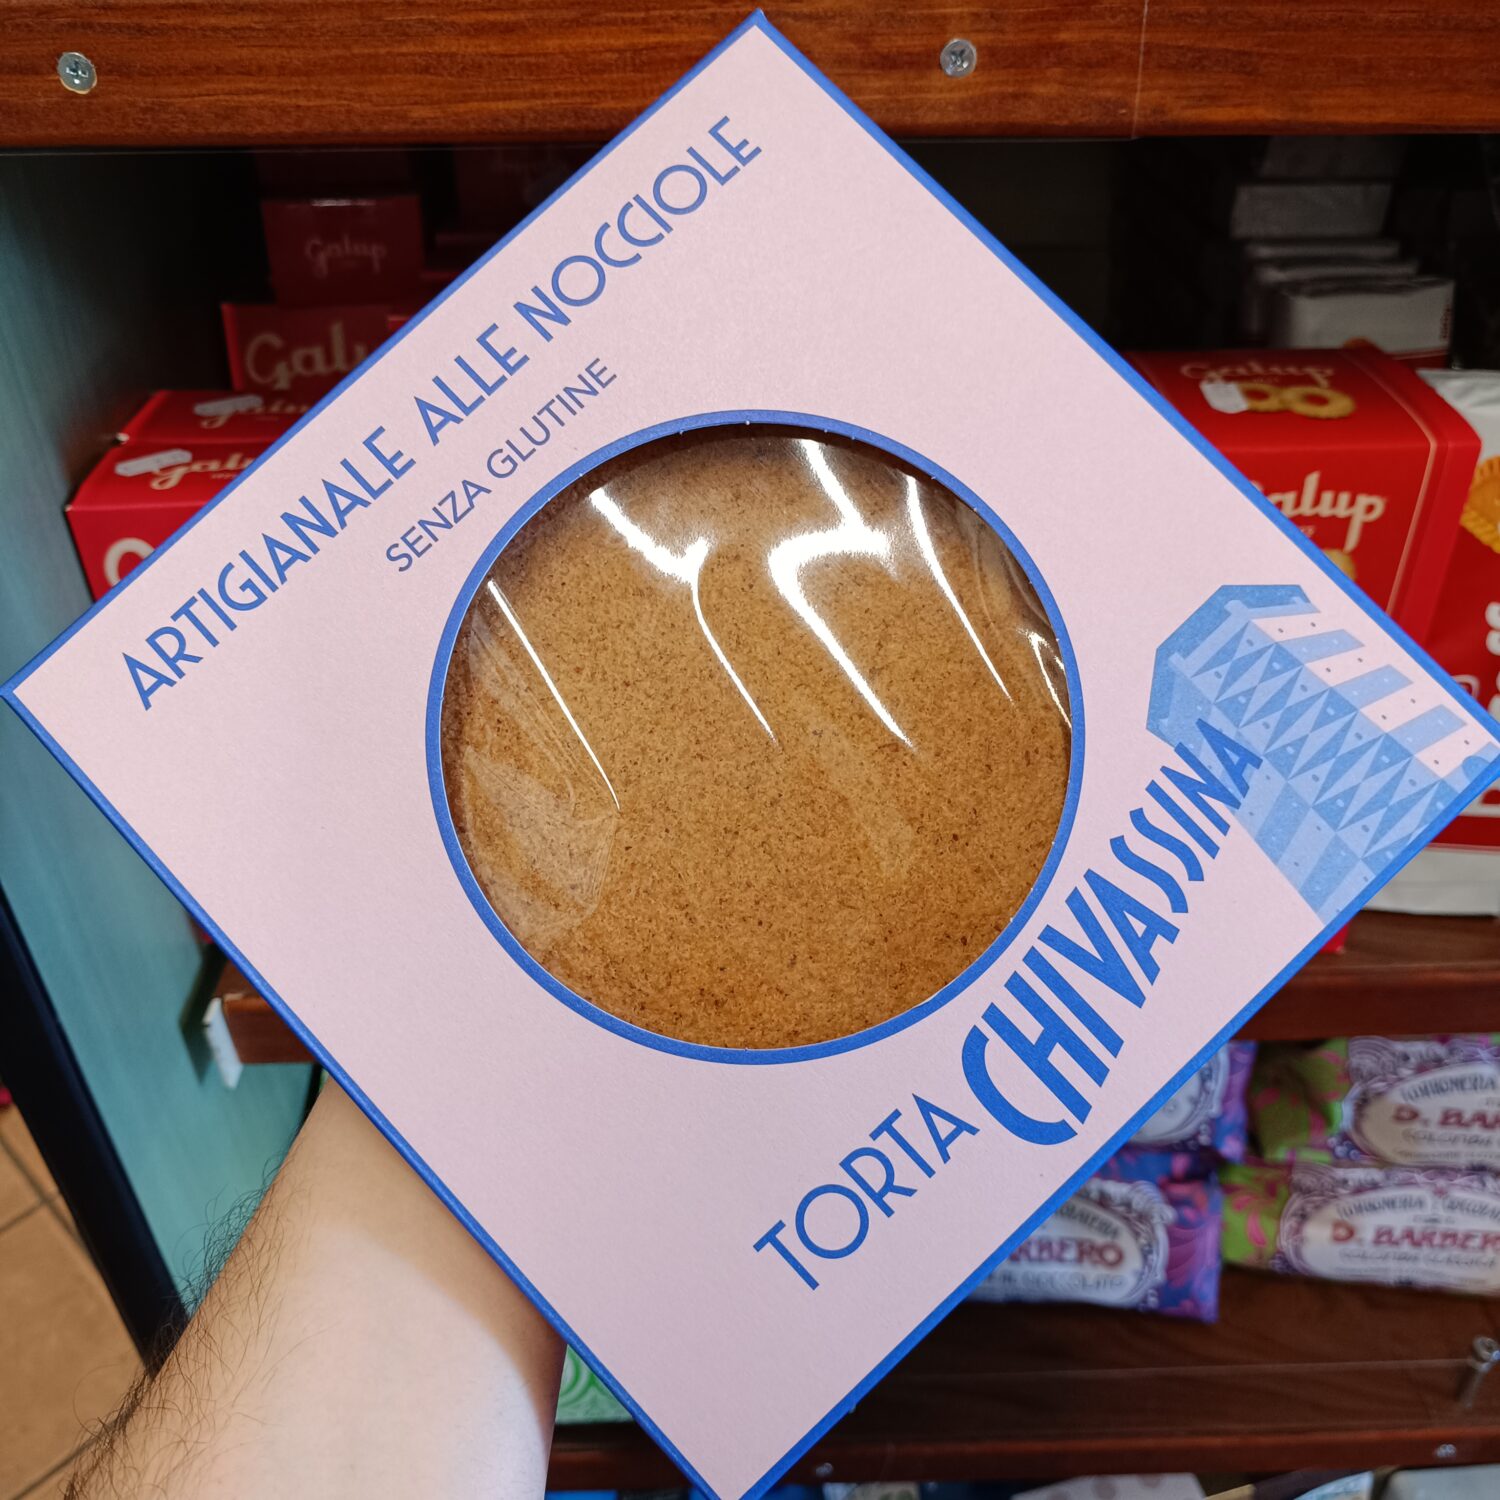 ARTIGIANALE ALLE NOCCIOLE
SENZA GLUTINE
TORTA CHIVASSINA
Galup
Galup
Galup
D. BARBERO